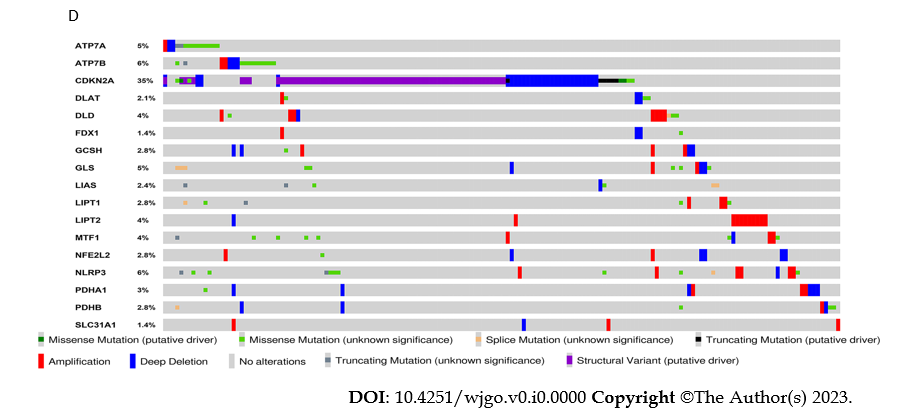 D
ATP7A 5%
ATP7B 6%
CDKN2A 35%
DLAT 2.1%
DLD 4%
FDX1 1.4%
GCSH 2.8%
GLS 5%
LIAS 2.4%
LIPT1 2.8%
LIPT2 4%
MTF1 4%
NFE2L2 2.8%
NLRP3 6%
PDHA1 3%
PDHB 2.8%
SLC31A1 1.4%
Missense Mutation (putative driver) Missense Mutation (unknown significance) Splice Mutation (unknown significance) Truncating Mutation (putative driver)
Amplification Deep Deletion No alterations Truncating Mutation (unknown significance) Structural Variant (putative driver)
DOI: 10.4251/wjgo.v0.i0.0000 Copyright ©The Author(s) 2023.